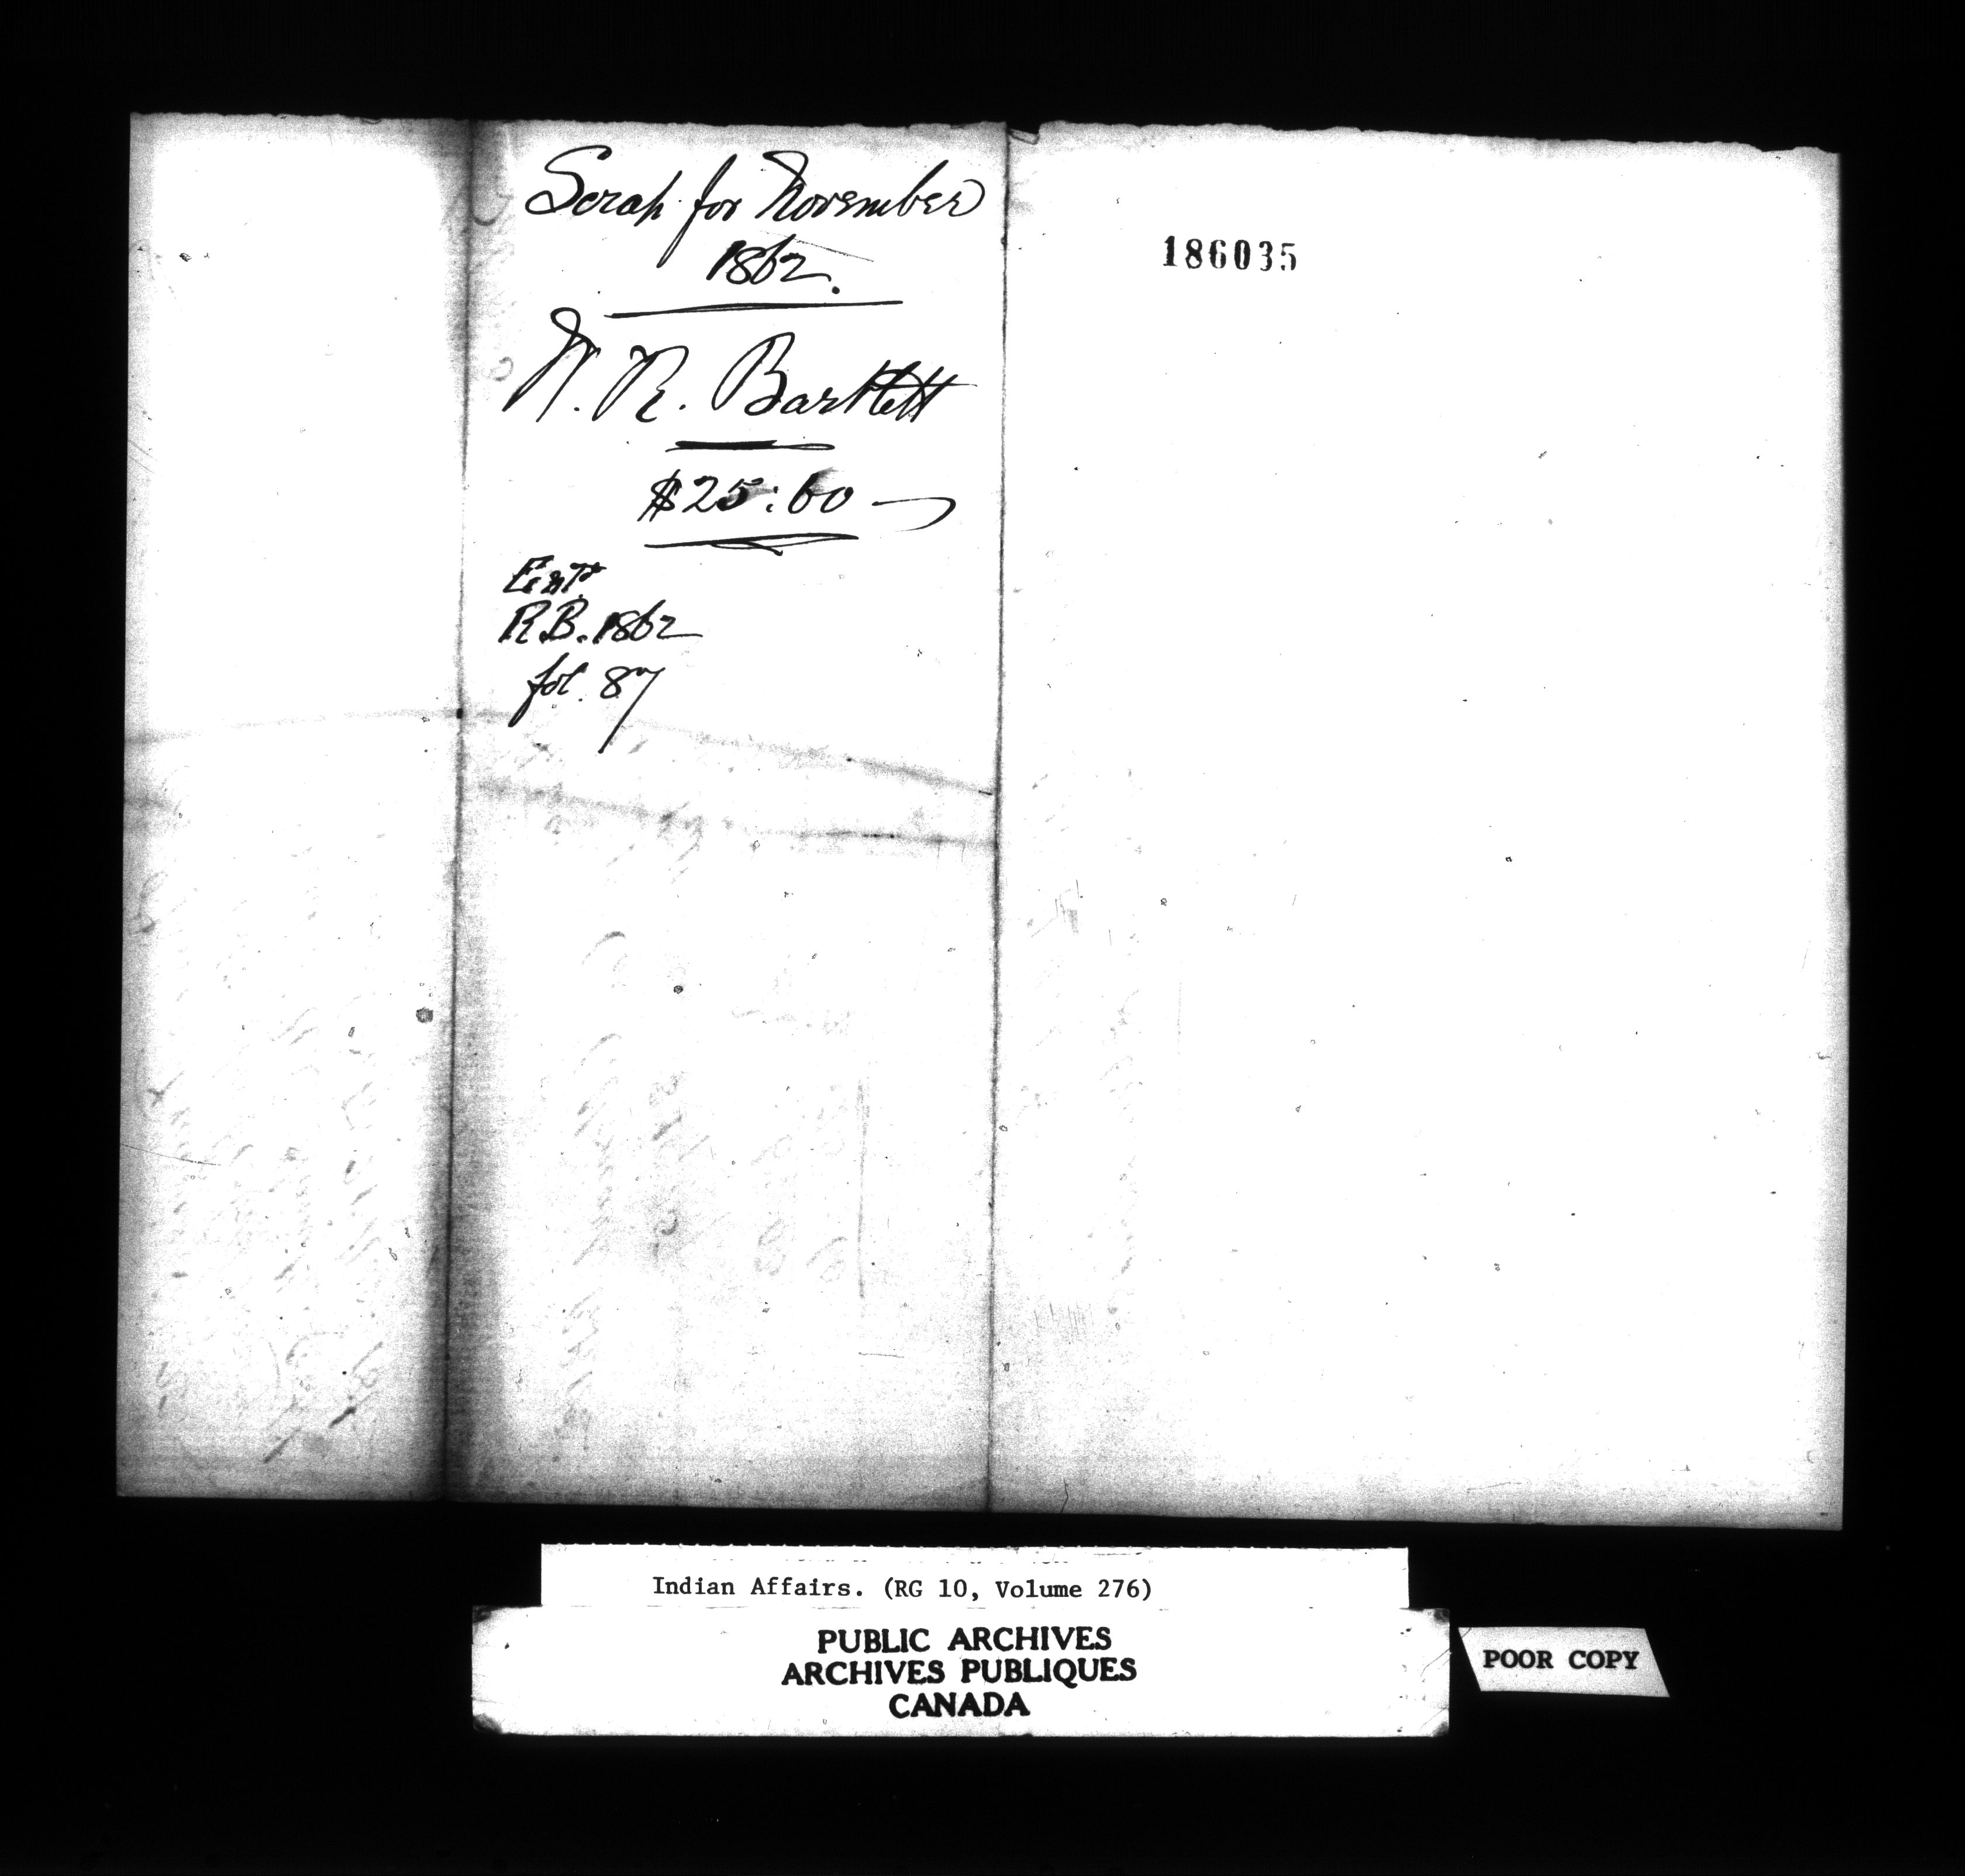 Scrap for November
1862.
W. R. Bartlett
$25:60
Entd
R.B. 1862
fol. 87
186035
Indian Affairs. (RG 10, Volume 276)
PUBLIC ARCHIVES
ARCHIVES PUBLIQUES
CANADA
POOR COPY